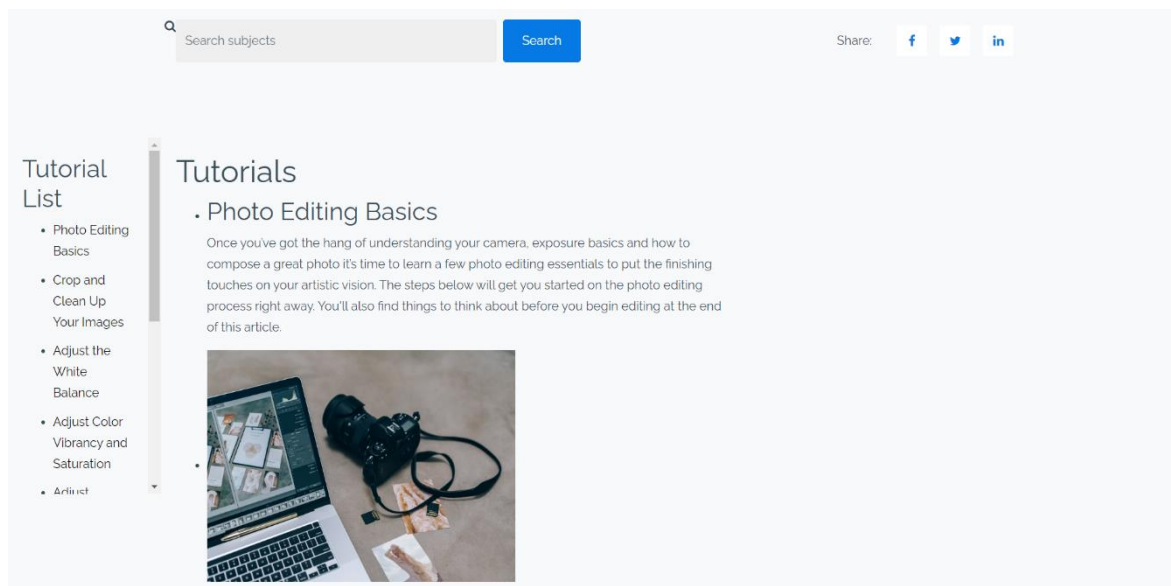 Search subjects
Search
Share:
f
in
Tutorial
List
• Photo Editing
Basics
• Crop and
Clean Up
Your Images
• Adjust the
White
Balance
• Adjust Color
Vibrancy and
Saturation
• Adjust
Tutorials
• Photo Editing Basics
Once you've got the hang of understanding your camera, exposure basics and how to
compose a great photo it's time to learn a few photo editing essentials to put the finishing
touches on your artistic vision. The steps below will get you started on the photo editing
process right away. You'll also find things to think about before you begin editing at the end
of this article.